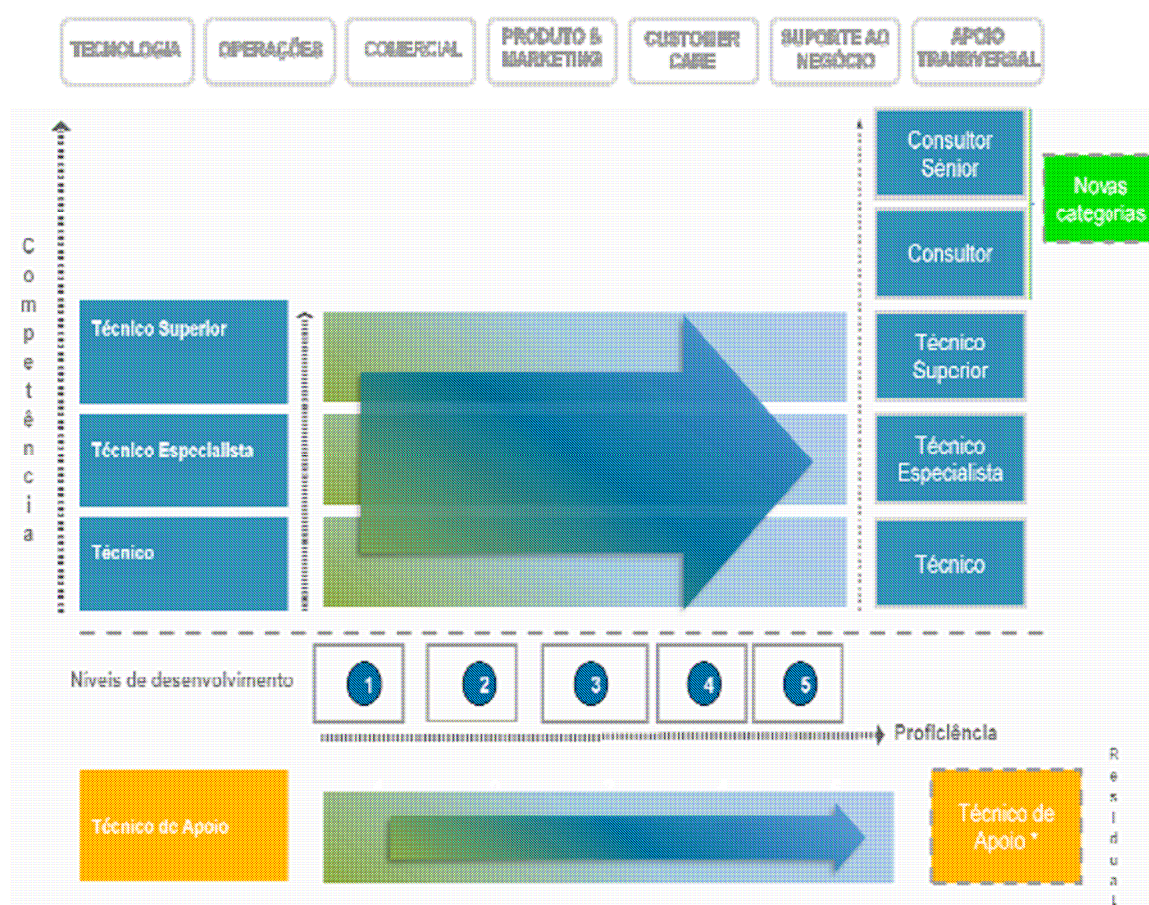 TECNOLOGIA
OPERAÇÕES
COMERCIAL
PRODUTO &
MARKETING
CUSTOMER
CARE
SUPORTE AO
NEGÓCIO
APOIO
TRANSVERSAL
Competência
Consultor
Sénior
Novas
categorias
Consultor
Técnico Superior
Técnico
Superior
Técnico Especialista
Técnico
Especialista
Técnico
Técnico
Níveis de desenvolvimento
1
2
3
4
5
Proficiência
Residual
Técnico de Apoio
Técnico de
Apoio *